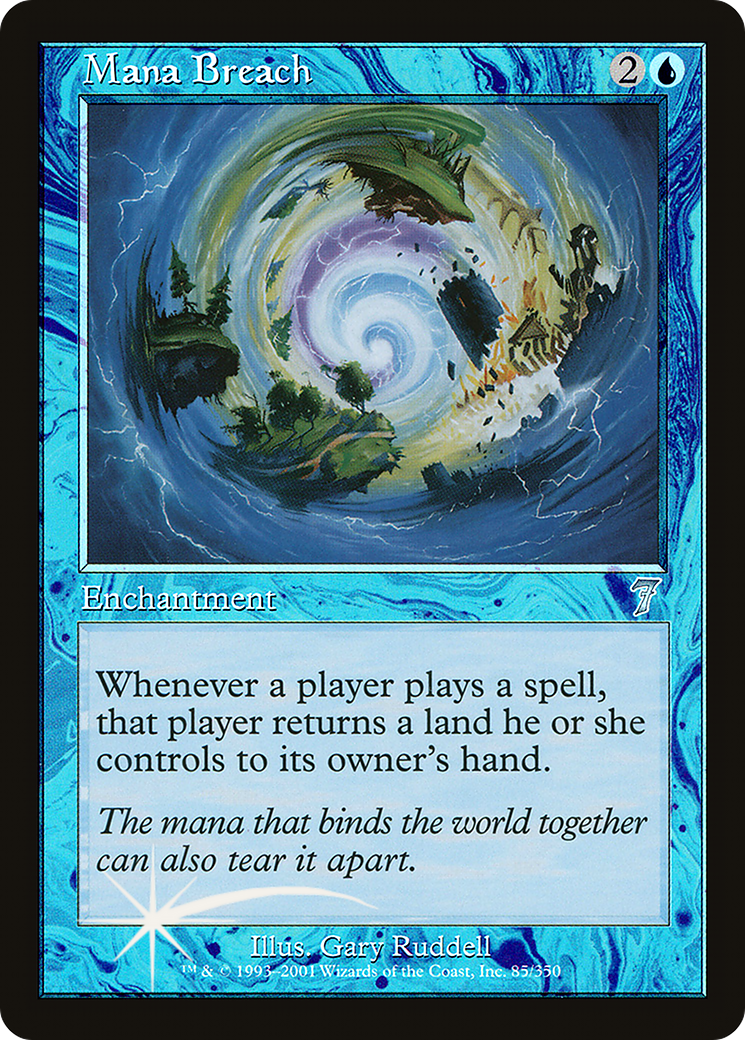 Mana Breach
2
Enchantment
7
Whenever a player plays a spell,
that player returns a land he or she
controls to its owner's hand.
The mana that binds the world together
can also tear it apart.
Illus. Gary Ruddell
™ & © 1993–2001 Wizards of the Coast, Inc. 85/350